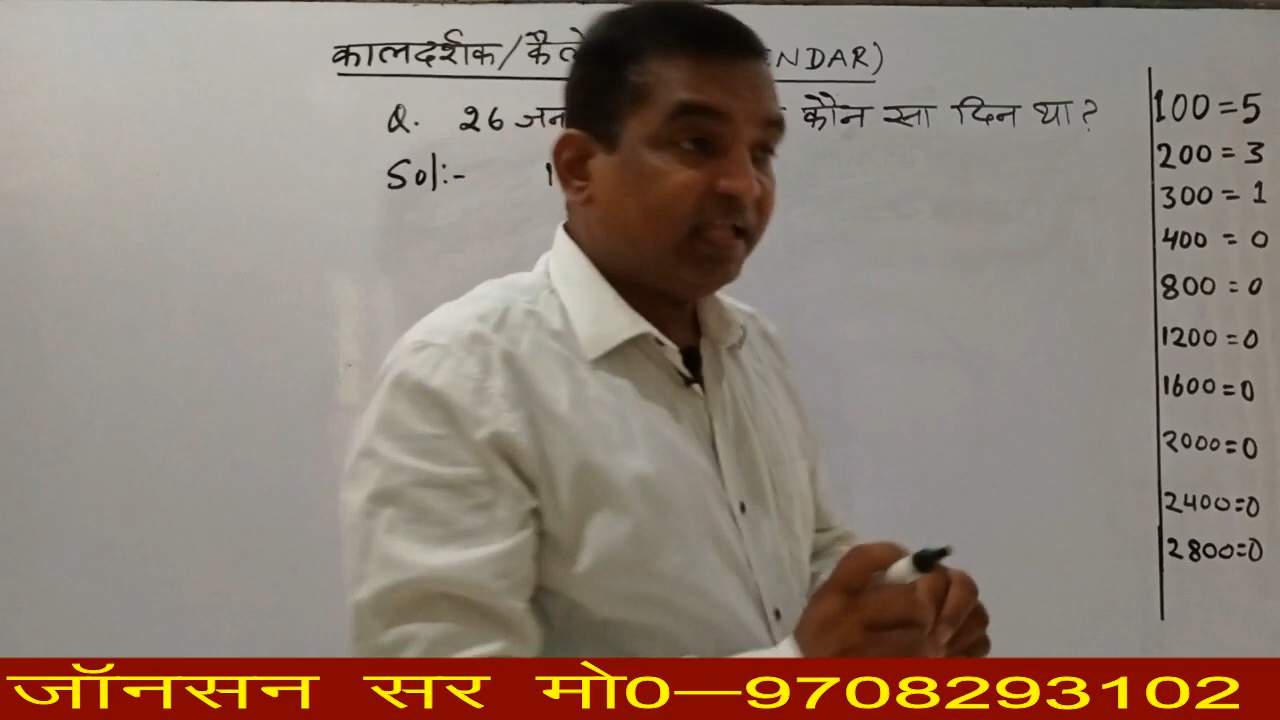 कालदर्शक/कैले NDAR)
Q. 26 जन कौन सा दिन था?
Sol:- 1
100=5
200=3
300=1
400=0
800=0
1200=0
1600=0
2000=0
2400=0
2800=0
जॉनसन सर मो0—9708293102